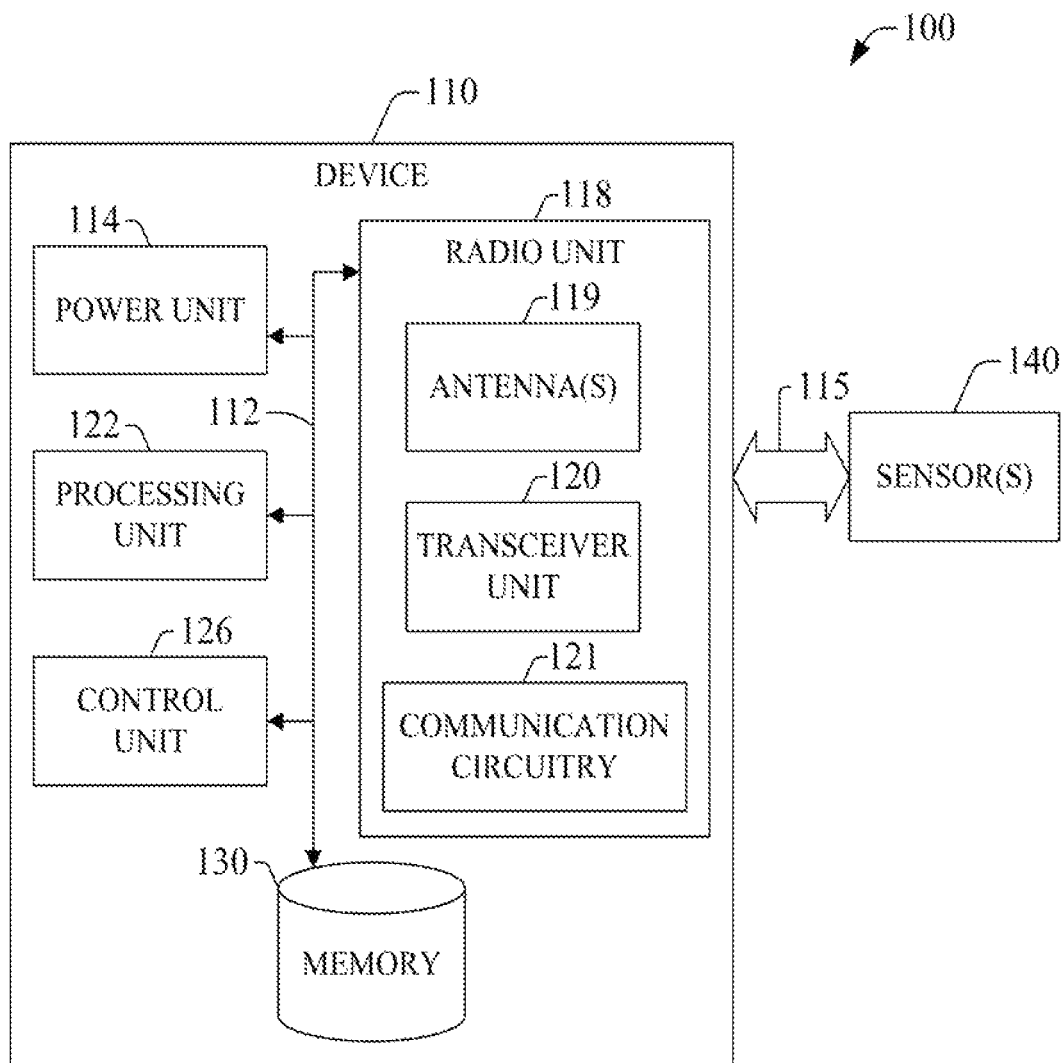 100
110
DEVICE
114
POWER UNIT
118
RADIO UNIT
119
ANTENNA(S)
112
122
PROCESSING
UNIT
120
TRANSCEIVER
UNIT
126
CONTROL
UNIT
121
COMMUNICATION
CIRCUITRY
130
MEMORY
115
140
SENSOR(S)